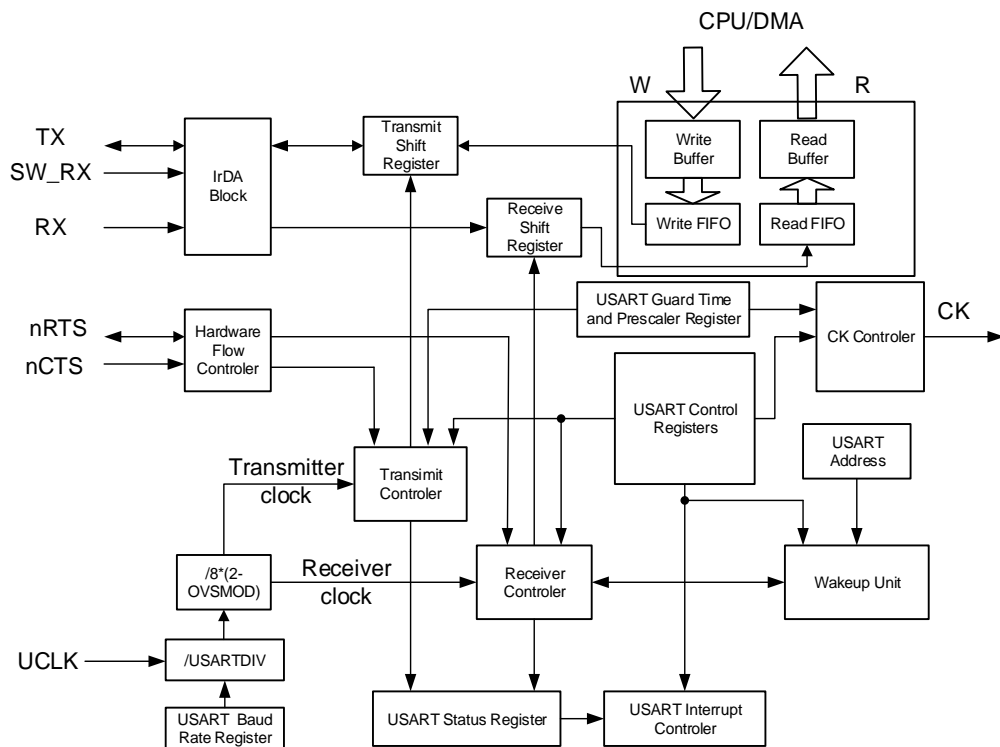 CPU/DMA
W
R
TX
SW_RX
RX
IrDA
Block
Transmit
Shift
Register
Write
Buffer
Read
Buffer
Receive
Shift
Register
Write FIFO
Read FIFO
nRTS
nCTS
Hardware
Flow
Controler
USART Guard Time
and Prescaler Register
CK Controler
CK
USART Control
Registers
USART
Address
Transmitter
clock
Transimit
Controler
/8*(2-
OVSMOD)
Receiver
clock
Receiver
Controler
Wakeup Unit
UCLK
/USARTDIV
USART Baud
Rate Register
USART Status Register
USART Interrupt
Controler